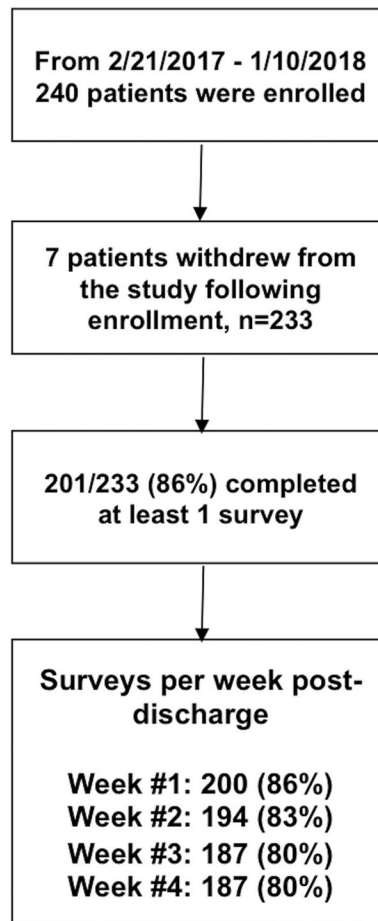 From 2/21/2017 - 1/10/2018
240 patients were enrolled
7 patients withdrew from
the study following
enrollment, n=233
201/233 (86%) completed
at least 1 survey
Surveys per week post-
discharge
Week #1: 200 (86%)
Week #2: 194 (83%)
Week #3: 187 (80%)
Week #4: 187 (80%)